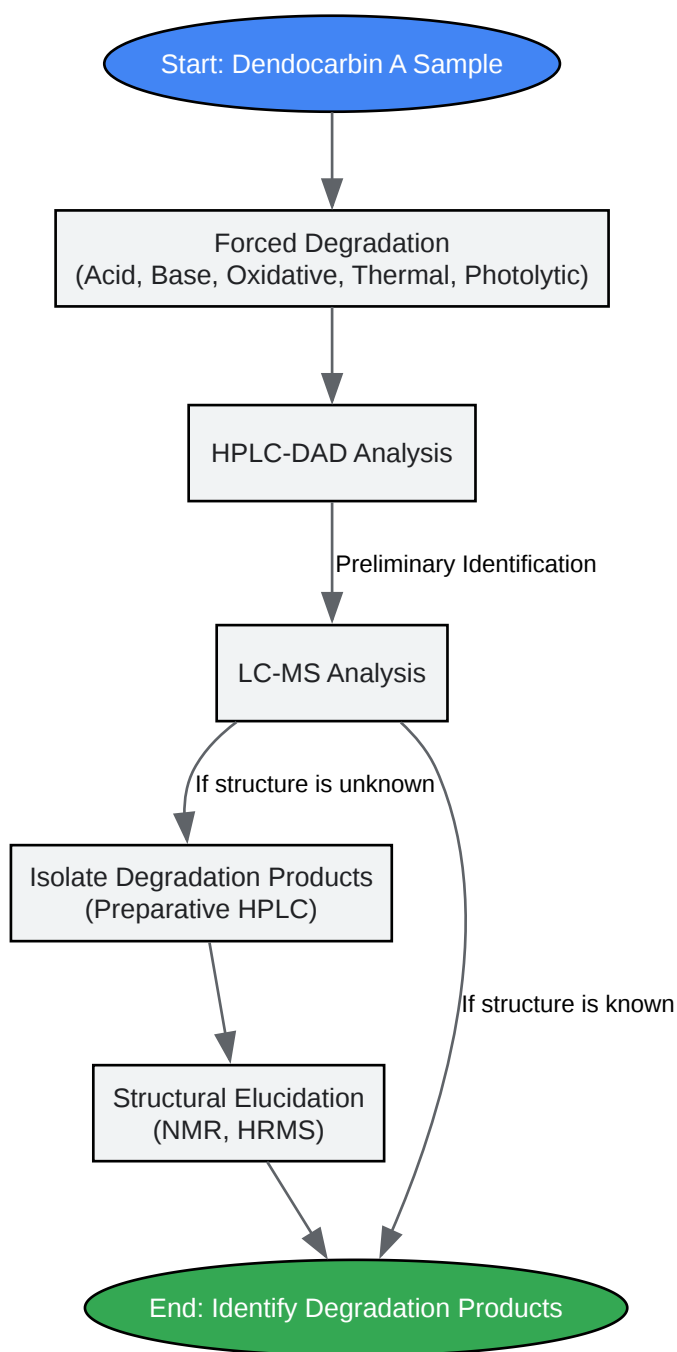 Start: Dendocarbin A Sample
Forced Degradation
(Acid, Base, Oxidative, Thermal, Photolytic)
HPLC-DAD Analysis
Preliminary Identification
LC-MS Analysis
If structure is unknown
Isolate Degradation Products
(Preparative HPLC)
If structure is known
Structural Elucidation
(NMR, HRMS)
End: Identify Degradation Products